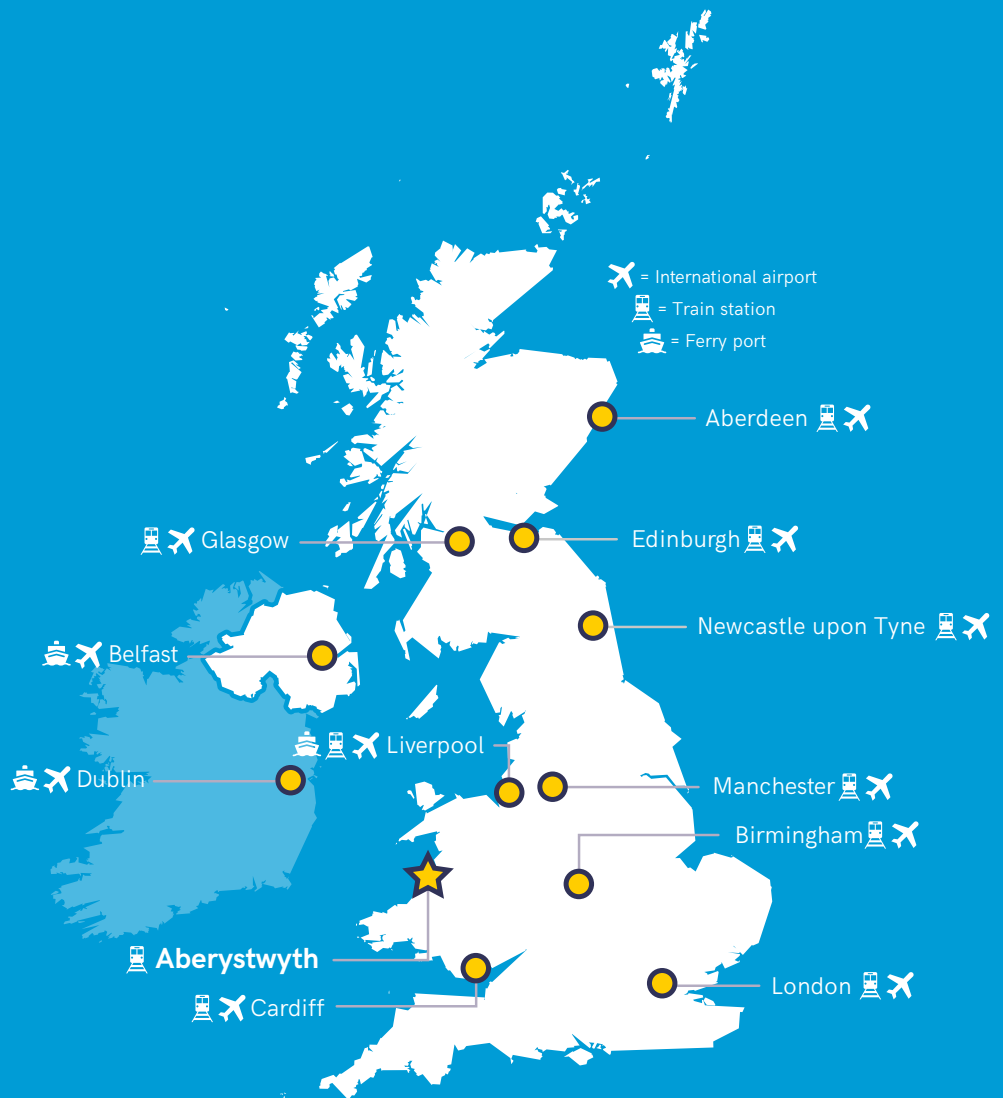 = International airport
= Train station
= Ferry port
Aberdeen
Glasgow
Edinburgh
Newcastle upon Tyne
Belfast
Liverpool
Dublin
Manchester
Birmingham
Aberystwyth
London
Cardiff